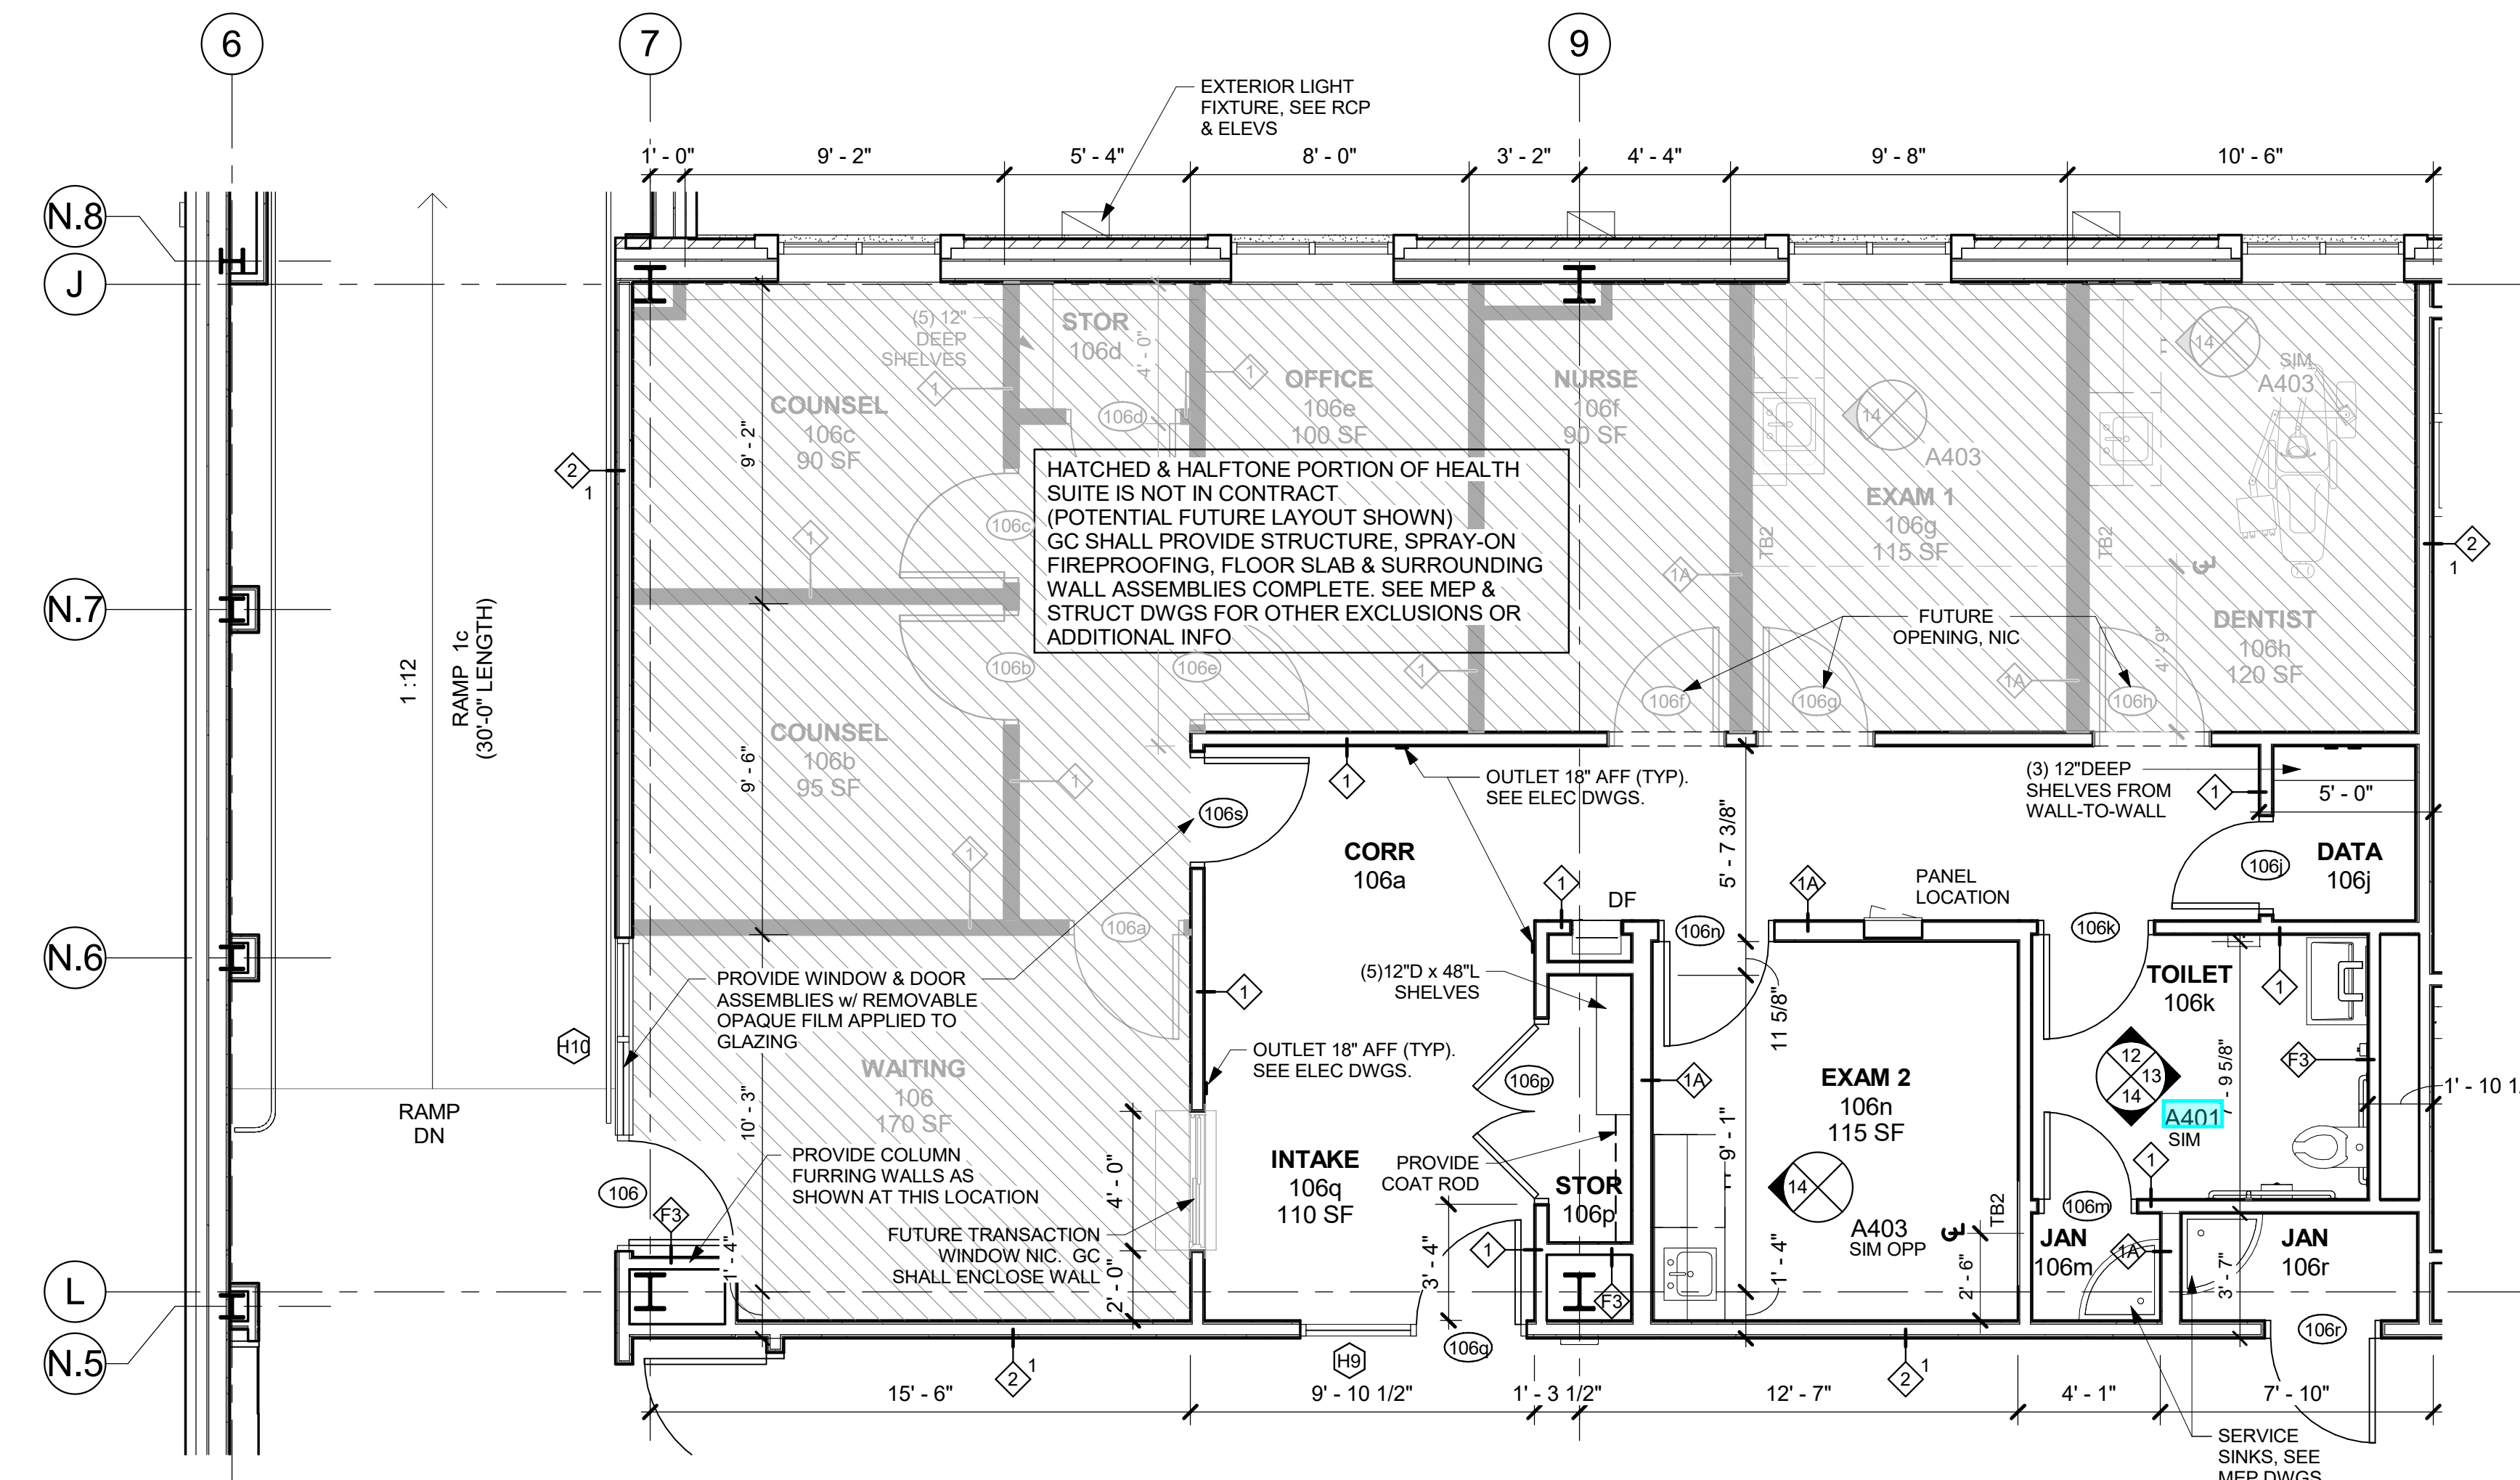 6
7
9
EXTERIOR LIGHT
FIXTURE, SEE RCP
& ELEVS
1' - 0"
9' - 2"
5' - 4"
8' - 0"
3' - 2"
4' - 4"
9' - 8"
10' - 6"
N.8
J
N.7
N.6
L
N.5
1 :12
RAMP 1c
(30'-0" LENGTH)
RAMP
DN
2
1
H10
106
(5) 12"
DEEP
SHELVES
STOR
106d
4' - 0"
106d
1
1
COUNSEL
106c
90 SF
9' - 2"
106c
1
OFFICE
106e
100 SF
NURSE
106f
90 SF
14
A403
EXAM 1
106g
115 SF
TB2
TB2
1A
14
SIM
A403
DENTIST
106h
120 SF
4' - 9"
2
1
HATCHED & HALFTONE PORTION OF HEALTH
SUITE IS NOT IN CONTRACT
(POTENTIAL FUTURE LAYOUT SHOWN)
GC SHALL PROVIDE STRUCTURE, SPRAY-ON
FIREPROOFING, FLOOR SLAB & SURROUNDING
WALL ASSEMBLIES COMPLETE. SEE MEP &
STRUCT DWGS FOR OTHER EXCLUSIONS OR
ADDITIONAL INFO
FUTURE
OPENING, NIC
106b
106e
1
106f
106g
1A
106h
COUNSEL
106b
95 SF
9' - 6"
1
1
106a
106s
1
OUTLET 18" AFF (TYP).
SEE ELEC DWGS.
5' - 7 3/8"
(3) 12"DEEP
SHELVES FROM
WALL-TO-WALL
1
5' - 0"
DATA
106j
106j
CORR
106a
1
DF
106n
1A
PANEL
LOCATION
106k
PROVIDE WINDOW & DOOR
ASSEMBLIES w/ REMOVABLE
OPAQUE FILM APPLIED TO
GLAZING
1
(5)12"D x 48"L
SHELVES
11 5/8"
TOILET
106k
1
WAITING
106
170 SF
10' - 3"
OUTLET 18" AFF (TYP).
SEE ELEC DWGS.
106p
1A
EXAM 2
106n
115 SF
9' - 1"
12
13
14
A401
SIM
7' - 9 5/8"
F3
1' - 10 1/
PROVIDE COLUMN
FURRING WALLS AS
SHOWN AT THIS LOCATION
F3
1' - 4"
FUTURE TRANSACTION
WINDOW NIC. GC
SHALL ENCLOSE WALL
4' - 0"
2' - 0"
INTAKE
106q
110 SF
PROVIDE
COAT ROD
STOR
106p
3' - 4"
1
F3
106q
14
A403
SIM OPP
1' - 4"
2' - 6"
TB2
1
106m
JAN
106m
1A
JAN
106r
3' - 7"
106r
2
1
H9
2
1
15' - 6"
9' - 10 1/2"
1' - 3 1/2"
12' - 7"
4' - 1"
7' - 10"
SERVICE
SINKS, SEE
MEP DWGS